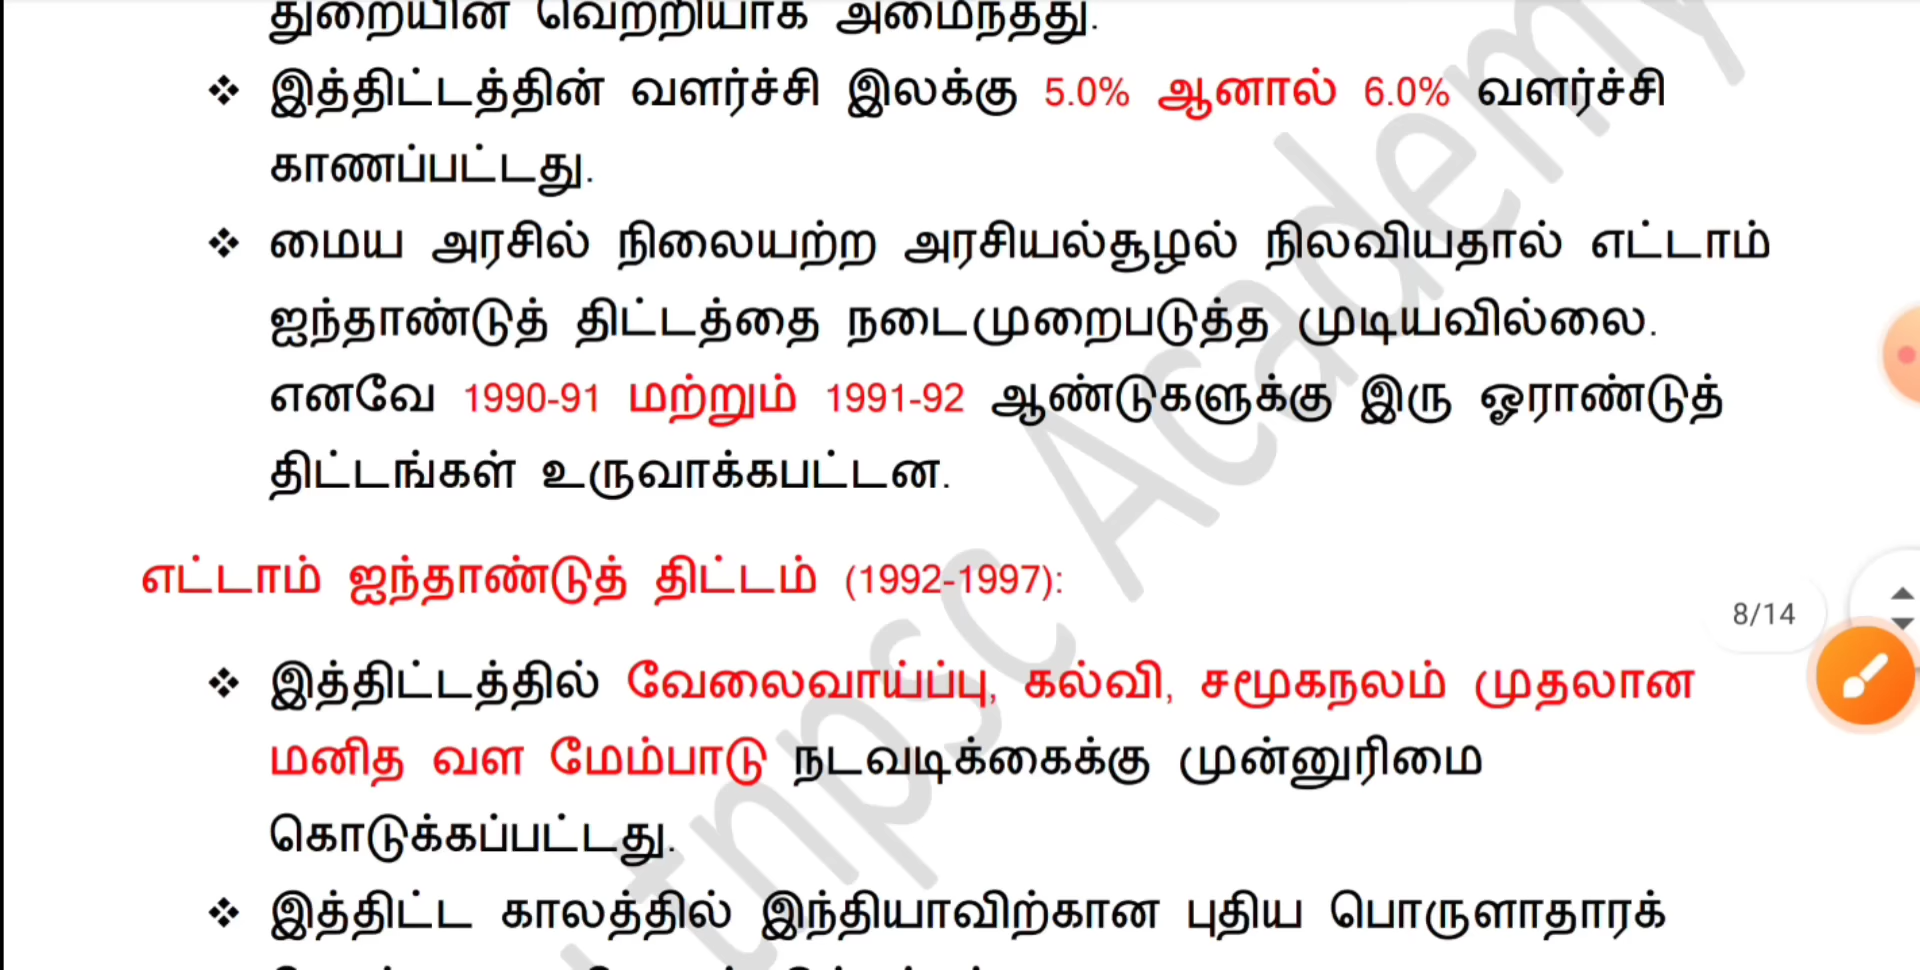 துறையின் வெற்றியாக அமைந்தது.
❖ இத்திட்டத்தின் வளர்ச்சி இலக்கு 5.0% ஆனால் 6.0% வளர்ச்சி
காணப்பட்டது.
❖ மைய அரசில் நிலையற்ற அரசியல்சூழல் நிலவியதால் எட்டாம்
ஐந்தாண்டுத் திட்டத்தை நடைமுறைபடுத்த முடியவில்லை.
எனவே 1990-91 மற்றும் 1991-92 ஆண்டுகளுக்கு இரு ஓராண்டுத்
திட்டங்கள் உருவாக்கபட்டன.
எட்டாம் ஐந்தாண்டுத் திட்டம் (1992-1997):
8/14
❖ இத்திட்டத்தில் வேலைவாய்ப்பு, கல்வி, சமூகநலம் முதலான
மனித வள மேம்பாடு நடவடிக்கைக்கு முன்னுரிமை
கொடுக்கப்பட்டது.
❖ இத்திட்ட காலத்தில் இந்தியாவிற்கான புதிய பொருளாதாரக்
tnpsc Academy